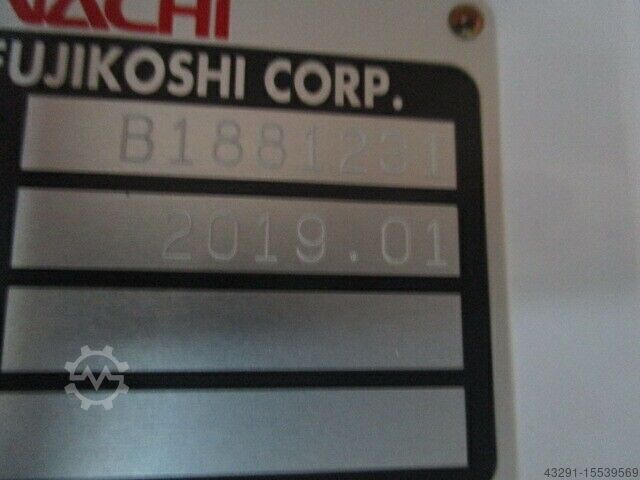 NACHI
FUJIKOSHI CORP.
B1881231
2019.01
43291-15539569